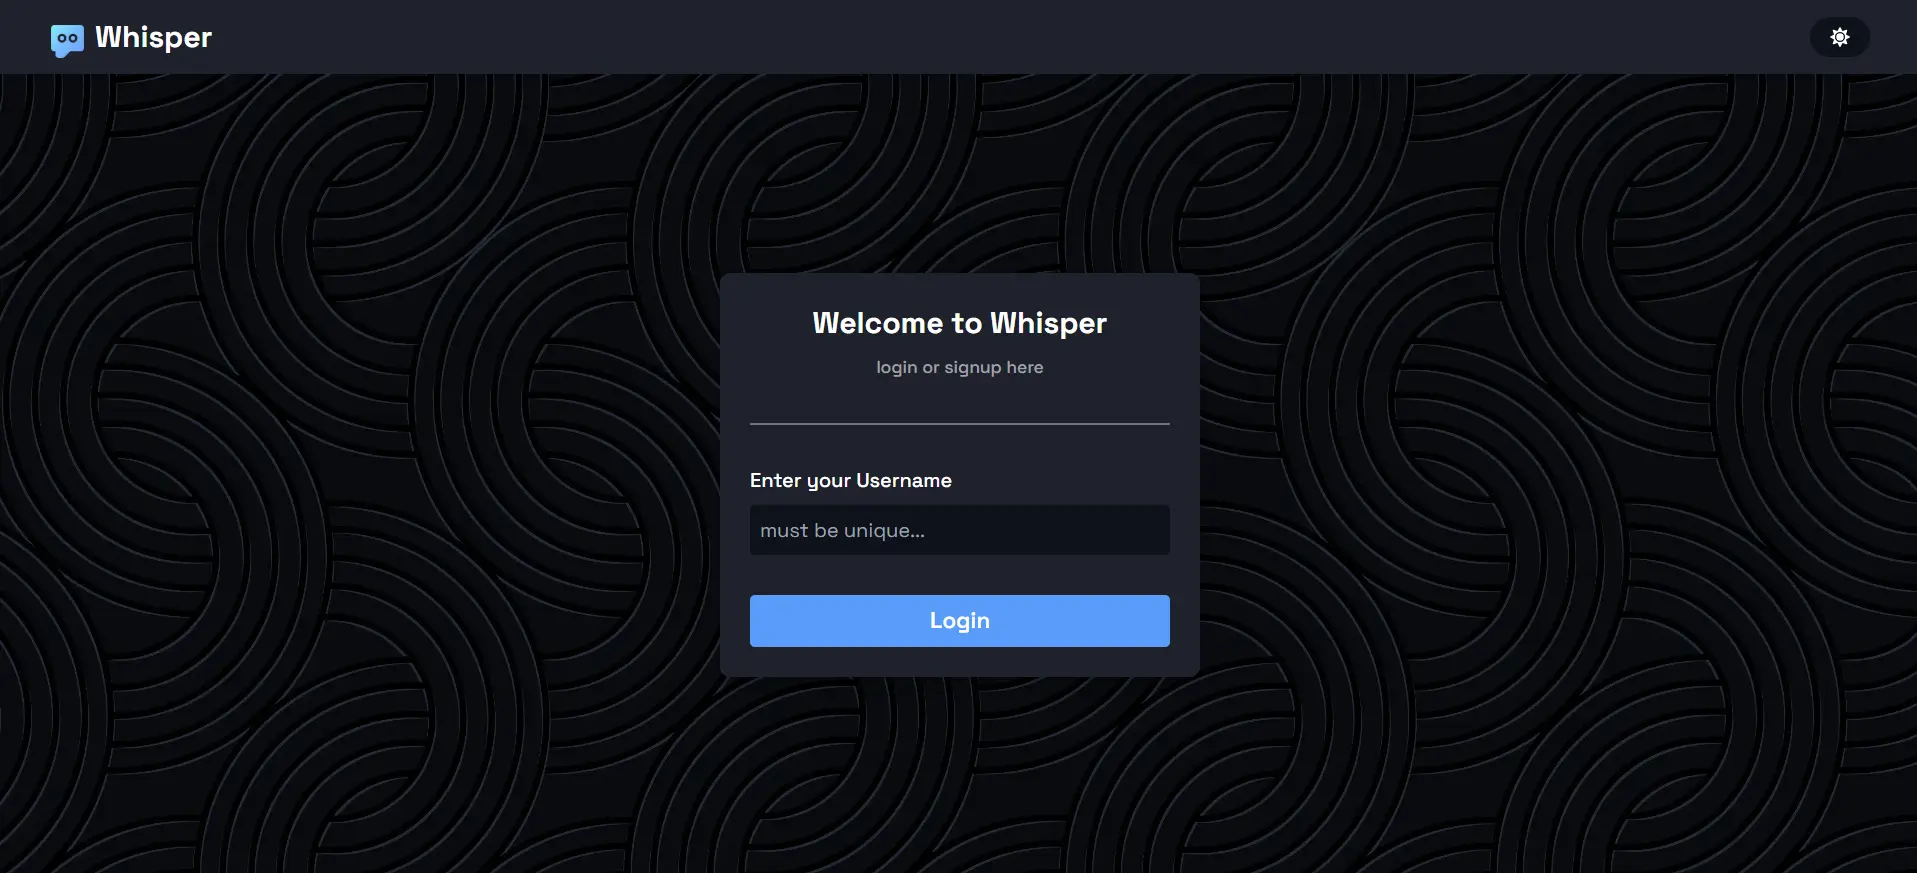 Whisper
Welcome to Whisper
login or signup here
Enter your Username
must be unique...
Login